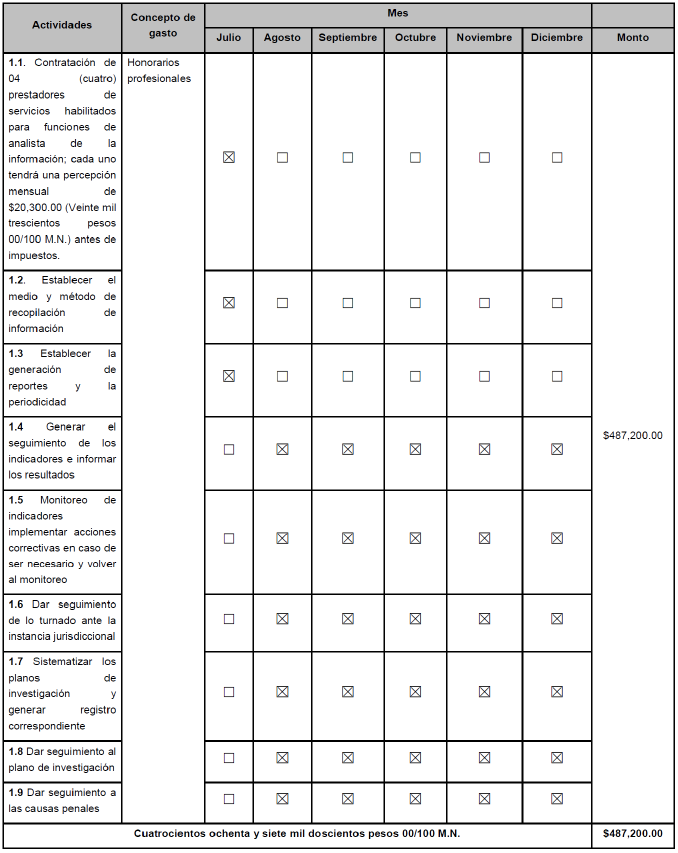 Actividades
Concepto de
gasto
Mes
Julio Agosto Septiembre Octubre Noviembre Diciembre Monto
1.1. Contratación de
04 (cuatro)
prestadores de
servicios habilitados
para funciones de
analista de la
información; cada uno
tendrá una percepción
mensual de
$20,300.00 (Veinte mil
trescientos pesos
00/100 M.N.) antes de
impuestos.
Honorarios
profesionales
☒ ☐ ☐ ☐ ☐ ☐
1.2. Establecer el
medio y método de
recopilación de
información
☒ ☐ ☐ ☐ ☐ ☐
1.3 Establecer la
generación de
reportes y la
periodicidad
☒ ☐ ☐ ☐ ☐ ☐
1.4 Generar el
seguimiento de los
indicadores e informar
los resultados
☐ ☒ ☒ ☒ ☒ ☒
$487,200.00
1.5 Monitoreo de
indicadores
implementar acciones
correctivas en caso de
ser necesario y volver
al monitoreo
☐ ☒ ☒ ☒ ☒ ☒
1.6 Dar seguimiento
de lo turnado ante la
instancia jurisdiccional
☐ ☒ ☒ ☒ ☒ ☒
1.7 Sistematizar los
planos de
investigación y
generar registro
correspondiente
☐ ☒ ☒ ☒ ☒ ☒
1.8 Dar seguimiento al
plano de investigación
☐ ☒ ☒ ☒ ☒ ☒
1.9 Dar seguimiento a
las causas penales
☐ ☒ ☒ ☒ ☒ ☒
Cuatrocientos ochenta y siete mil doscientos pesos 00/100 M.N. $487,200.00